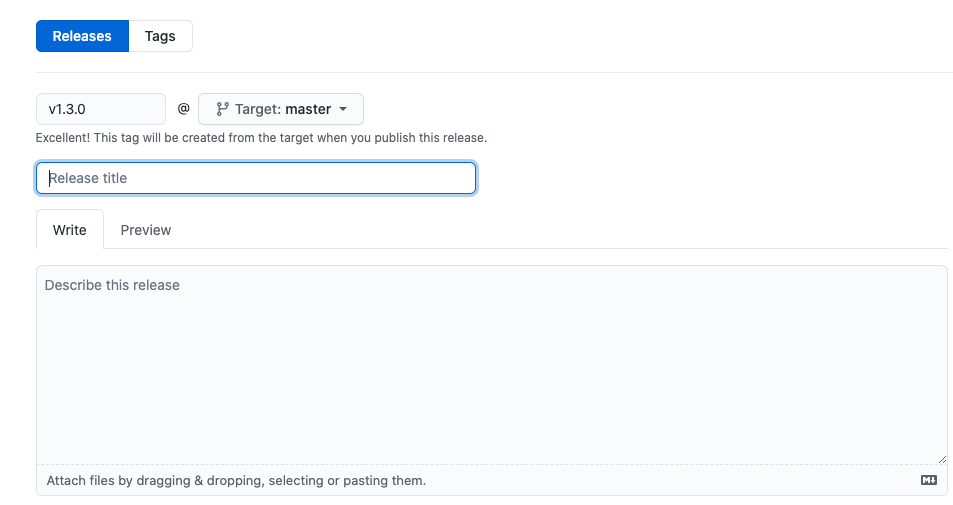 Releases Tags
v1.3.0 @ Target: master
Excellent! This tag will be created from the target when you publish this release.
Release title
Write Preview
Describe this release
Attach files by dragging & dropping, selecting or pasting them.